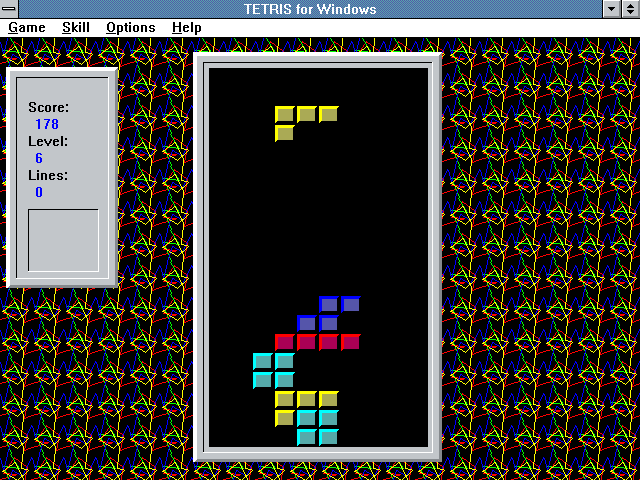 TETRIS for Windows
Game Skill Options Help
Score:
178
Level:
6
Lines:
0